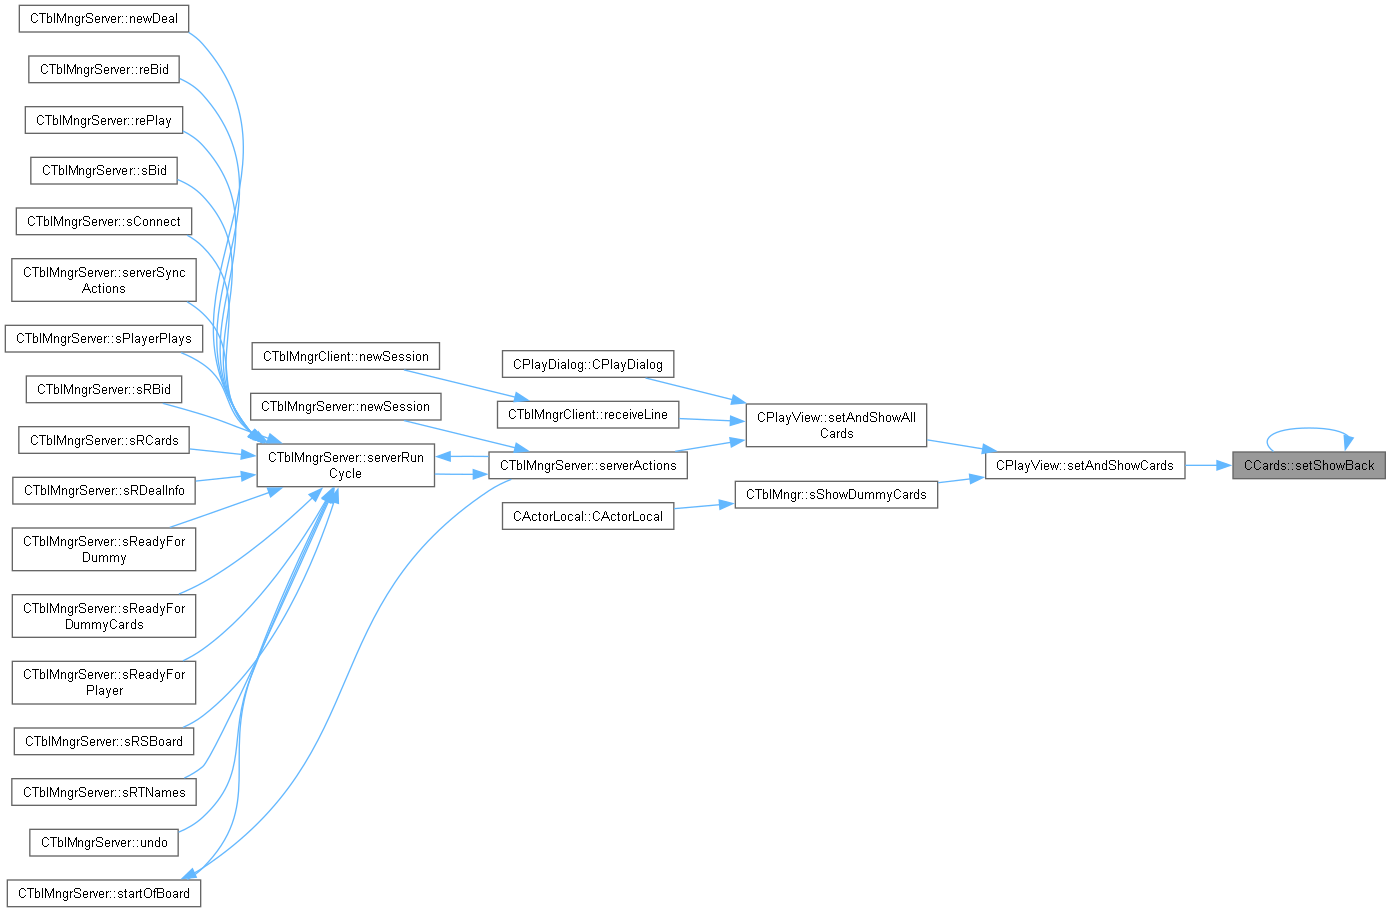 CTblMngrServer::newDeal
CTblMngrServer::reBid
CTblMngrServer::rePlay
CTblMngrServer::sBid
CTblMngrServer::sConnect
CTblMngrServer::serverSync
Actions
CTblMngrServer::sPlayerPlays
CTblMngrServer::sRBid
CTblMngrServer::sRCards
CTblMngrServer::sRDealInfo
CTblMngrServer::sReadyFor
Dummy
CTblMngrServer::sReadyFor
DummyCards
CTblMngrServer::sReadyFor
Player
CTblMngrServer::sRSBoard
CTblMngrServer::sRTNames
CTblMngrServer::undo
CTblMngrServer::startOfBoard
CTblMngrClient::newSession
CTblMngrServer::newSession
CTblMngrServer::serverRun
Cycle
CPlayDialog::CPlayDialog
CTblMngrClient::receiveLine
CTblMngrServer::serverActions
CActorLocal::CActorLocal
CPlayView::setAndShowAll
Cards
CTblMngr::sShowDummyCards
CPlayView::setAndShowCards
CCards::setShowBack